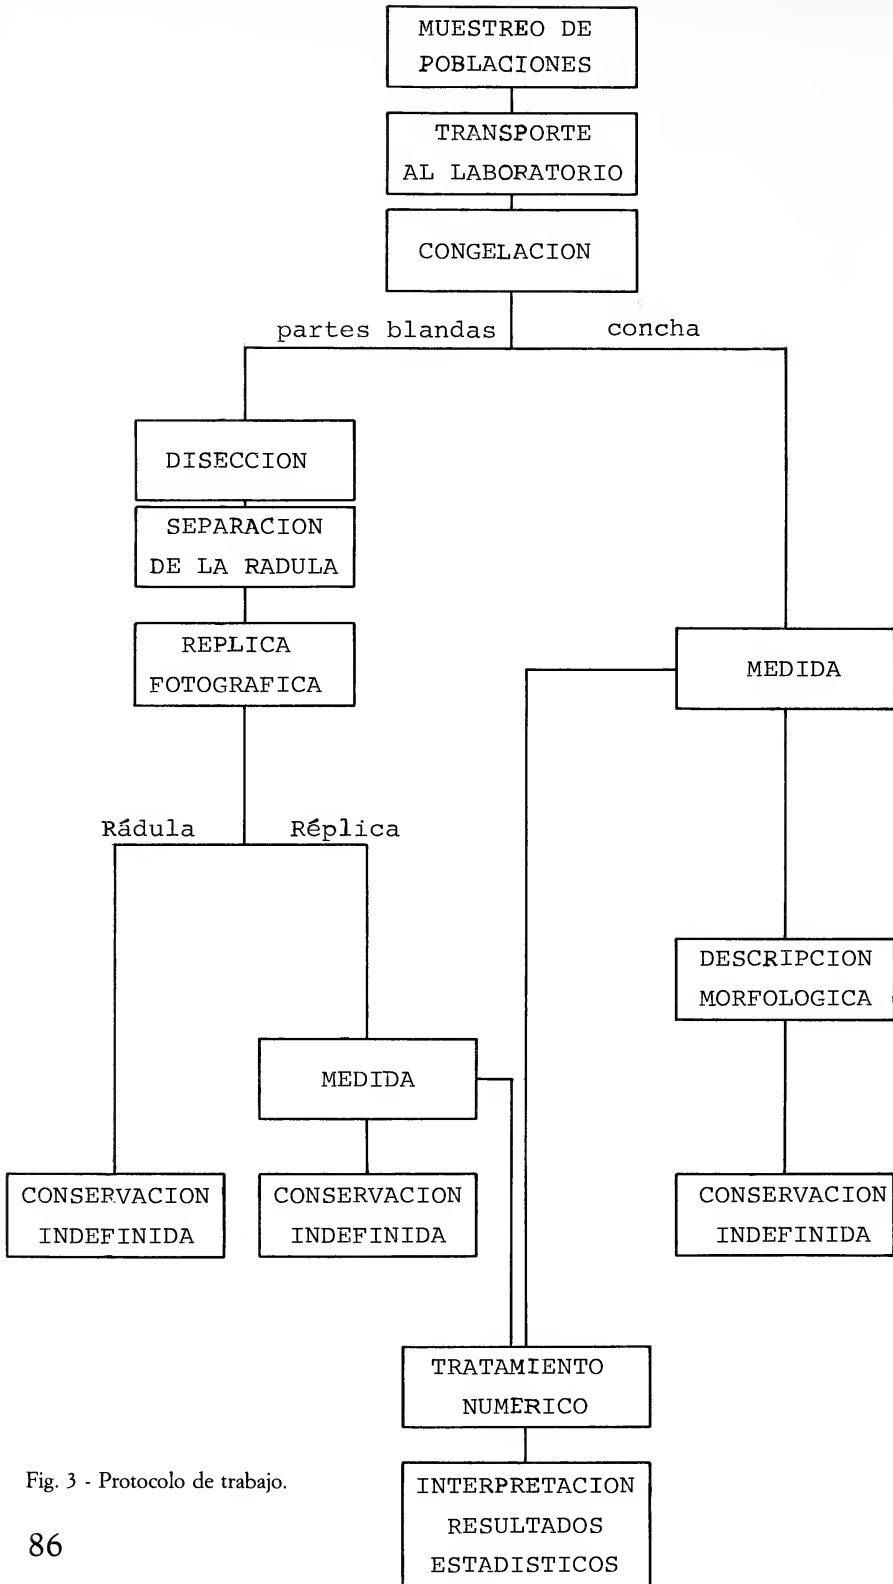 MUESTREO DE
POBLACIONES
TRANSPORTE
AL LABORATORIO
CONGELACION
partes blandas
concha
DISECCION
SEPARACION
DE LA RADULA
REPLICA
FOTOGRAFICA
MEDIDA
Rádula
Réplica
DESCRIPCION
MORFOLOGICA
MEDIDA
CONSERVACION
INDEFINIDA
CONSERVACION
INDEFINIDA
CONSERVACION
INDEFINIDA
TRATAMIENTO
NUMERICO
INTERPRETACION
RESULTADOS
ESTADISTICOS
Fig. 3 - Protocolo de trabajo.
86